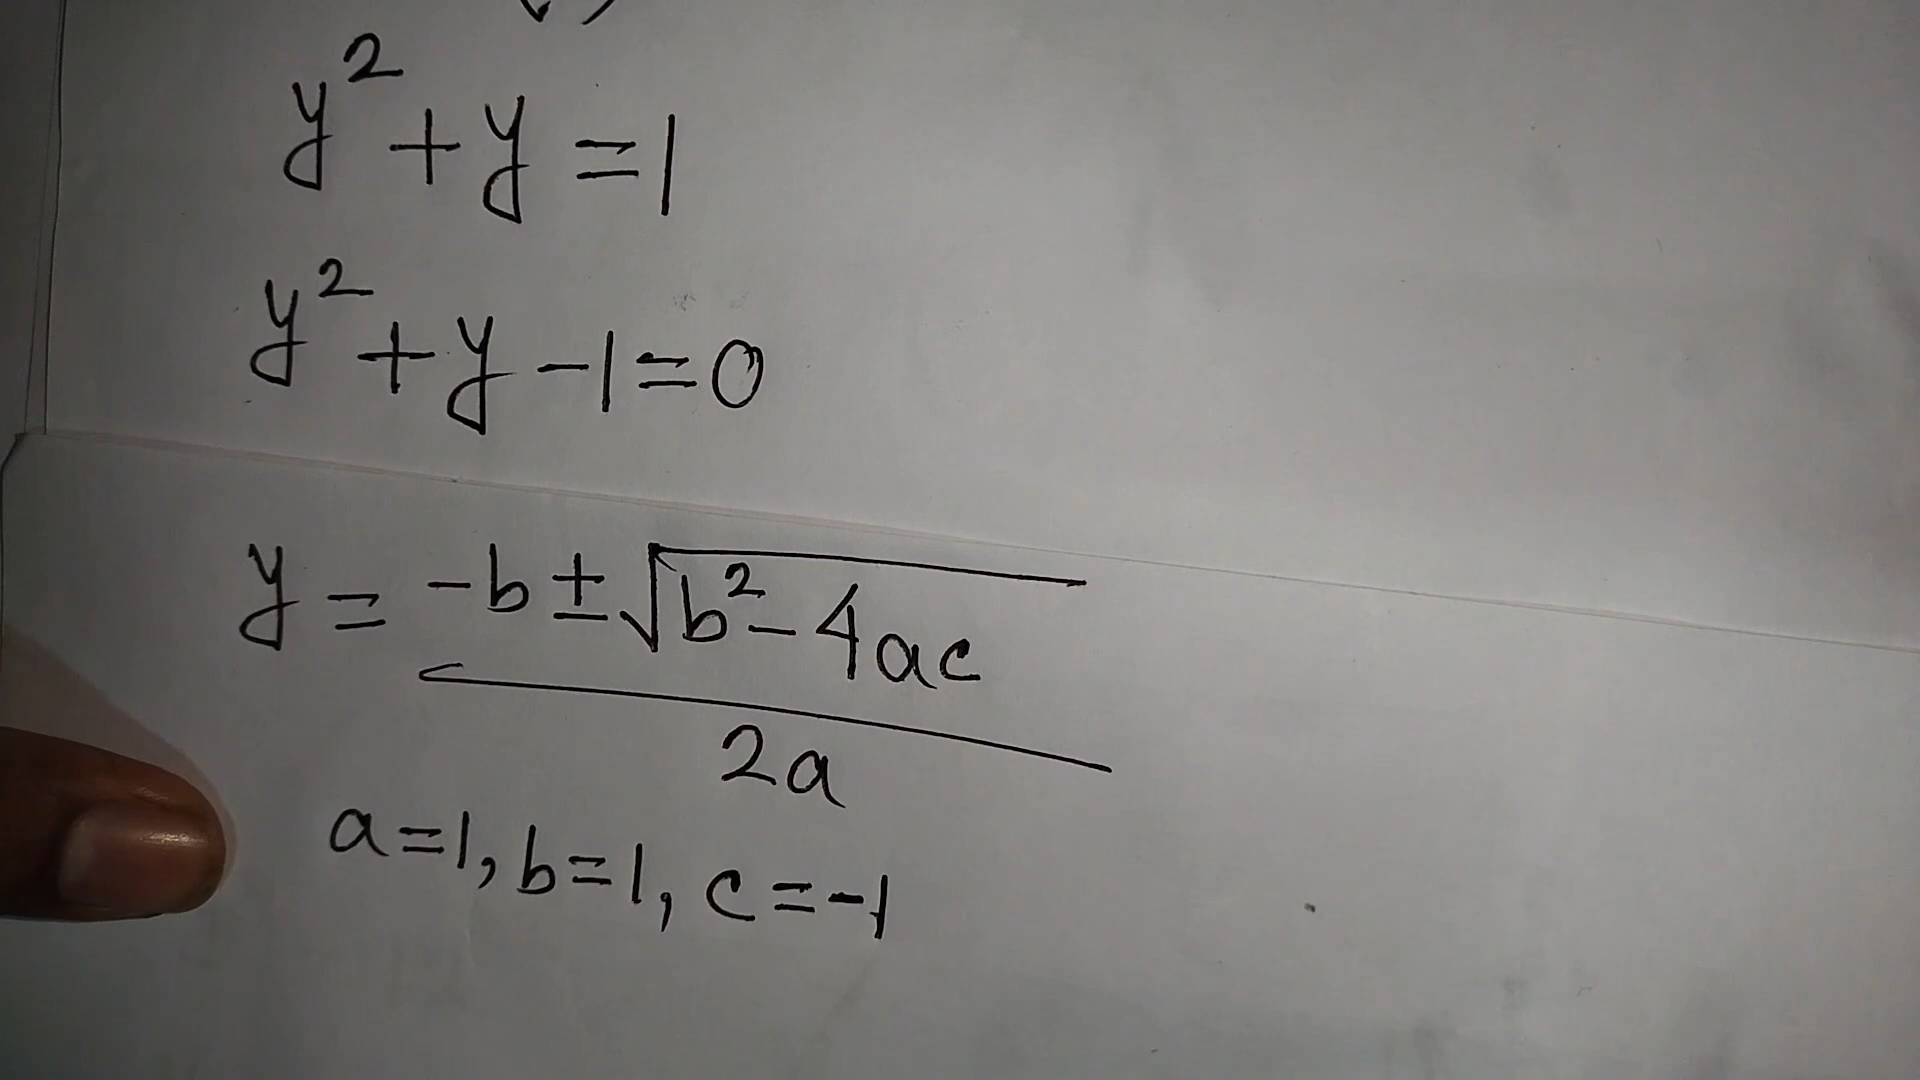 y² + y = 1
y² + y - 1 = 0
y = -b ± √b² - 4ac
2a
a = 1, b = 1, c = -1